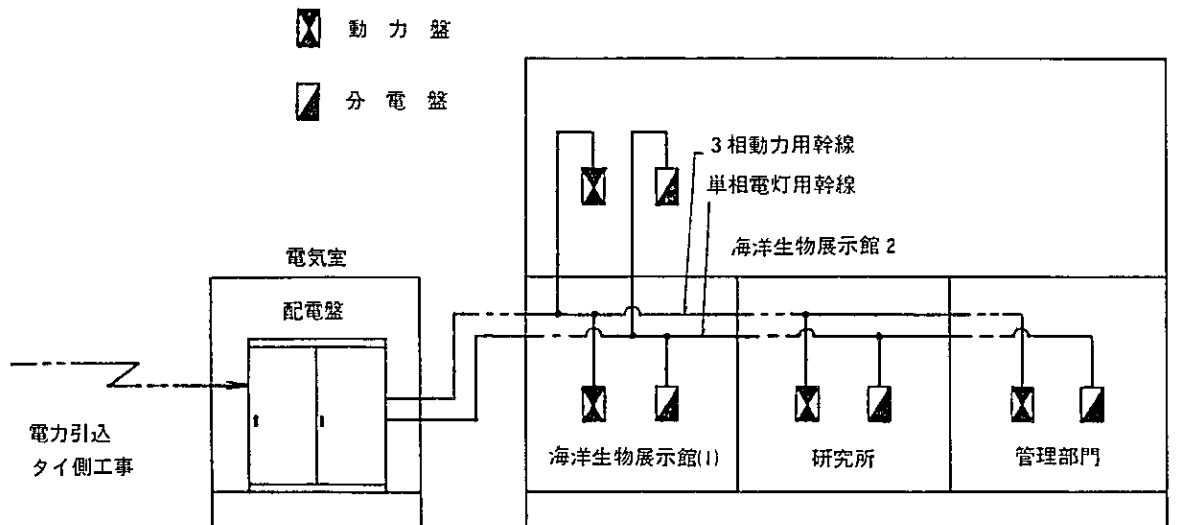 動力盤
分電盤
3相動力用幹線
単相電灯用幹線
海洋生物展示館2
電気室
配電盤
電力引込
タイ側工事
海洋生物展示館(1)
研究所
管理部門